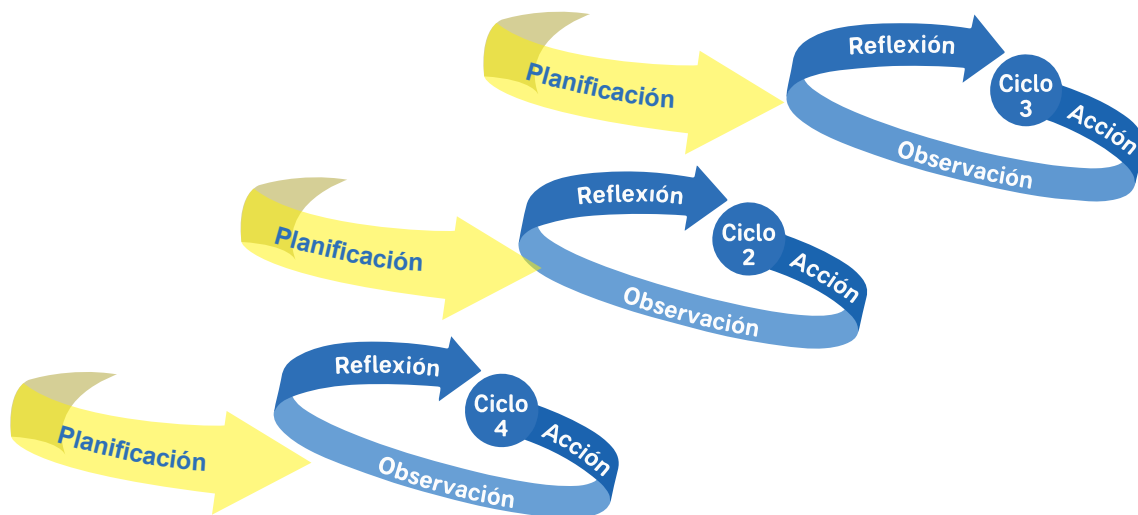 Planificación
Reflexión
Ciclo
3
Acción
Observación
Planificación
Reflexión
Ciclo
2
Acción
Observación
Planificación
Reflexión
Ciclo
4
Acción
Observación